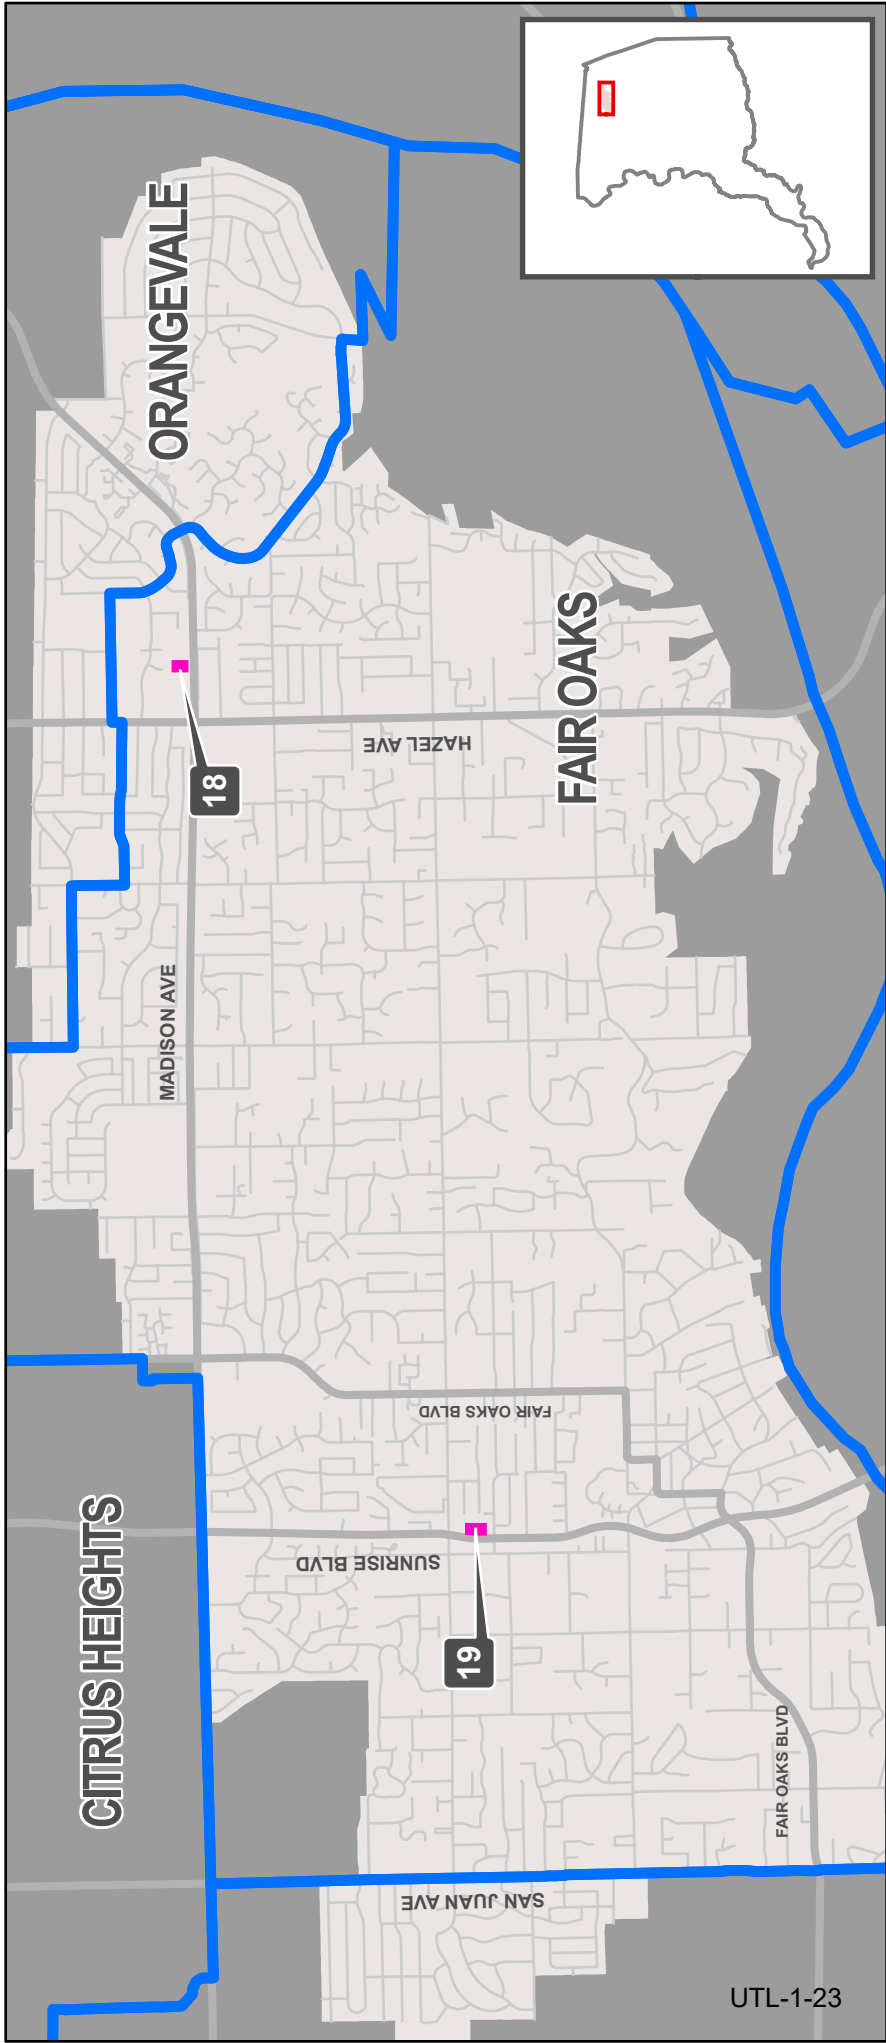 ORANGEVALE
FAIR OAKS
HAZEL AVE
18
MADISON AVE
FAIR OAKS BLVD
CITRUS HEIGHTS
SUNRISE BLVD
19
FAIR OAKS BLVD
SAN JUAN AVE
UTL-1-23